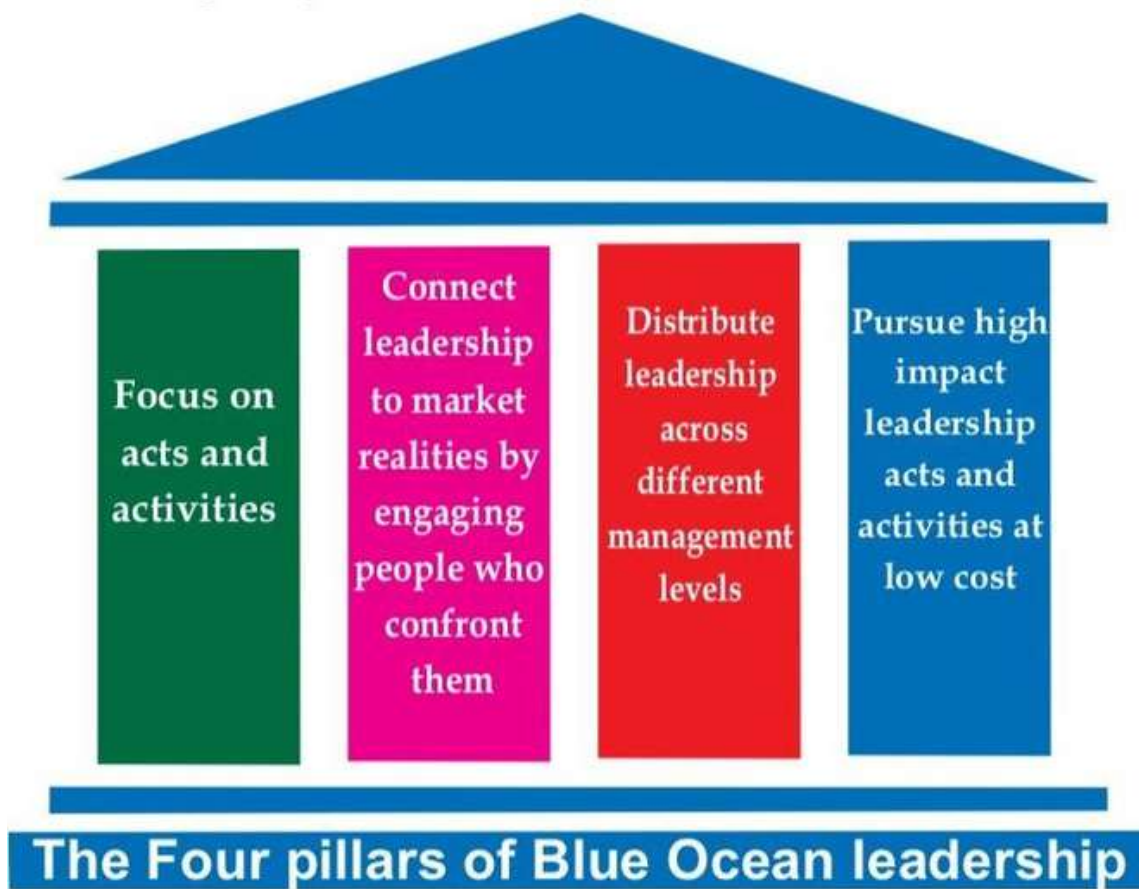 Focus on
acts and
activities
Connect
leadership
to market
realities by
engaging
people who
confront
them
Distribute
leadership
across
different
management
levels
Pursue high
impact
leadership
acts and
activities at
low cost
The Four pillars of Blue Ocean leadership